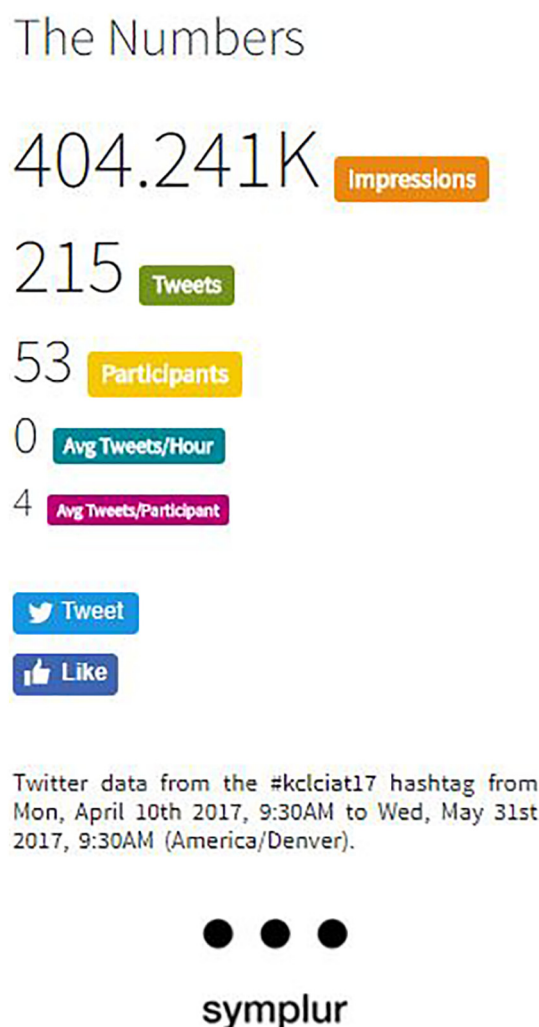 The Numbers
404.241K Impressions
215 Tweets
53 Participants
0 Avg Tweets/Hour
4 Avg Tweets/Participant
Tweet
Like
Twitter data from the #kclciat17 hashtag from
Mon, April 10th 2017, 9:30AM to Wed, May 31st
2017, 9:30AM (America/Denver).
symplur